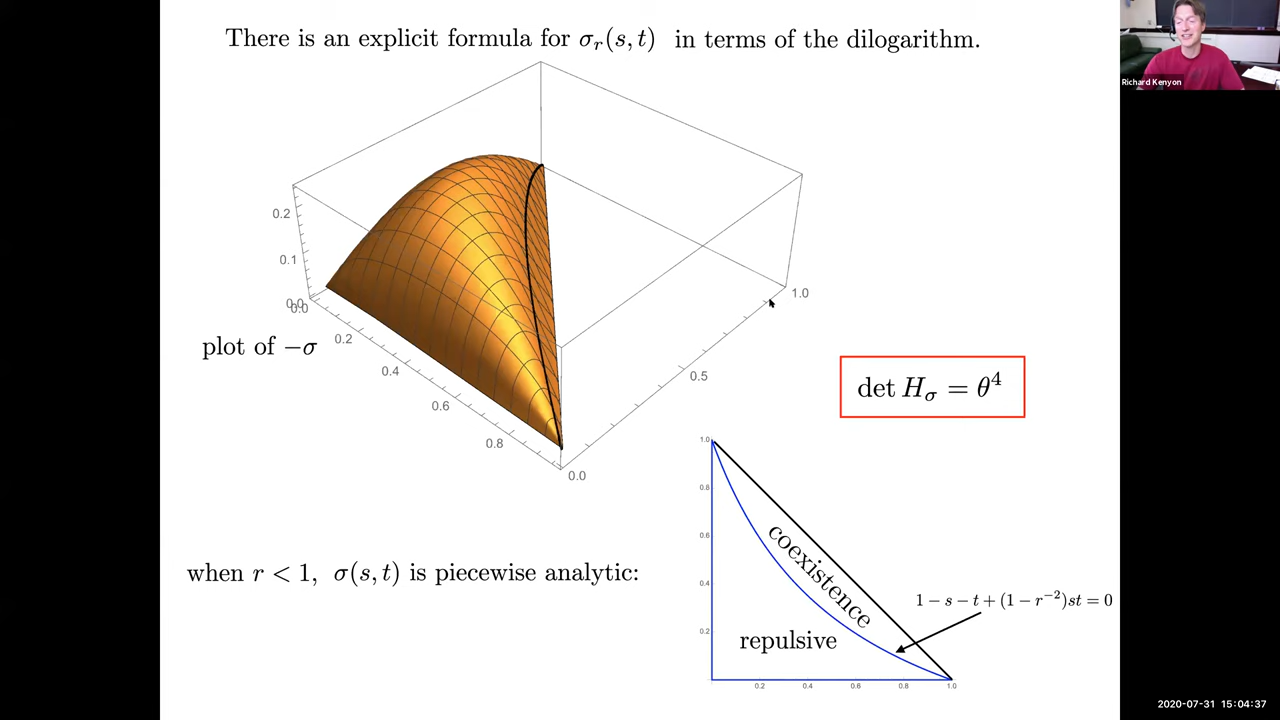 There is an explicit formula for σ_r(s, t) in terms of the dilogarithm.
Richard Kenyon
0.2
0.1
0.0
0.0
0.2
0.4
0.6
0.8
0.0
0.5
1.0
plot of −σ
det H_σ = θ⁴
when r < 1, σ(s, t) is piecewise analytic:
1.0
0.8
0.6
0.4
0.2
0.2
0.4
0.6
0.8
1.0
coexistence
repulsive
1 − s − t + (1 − r⁻²)st = 0
2020-07-31 15:04:37